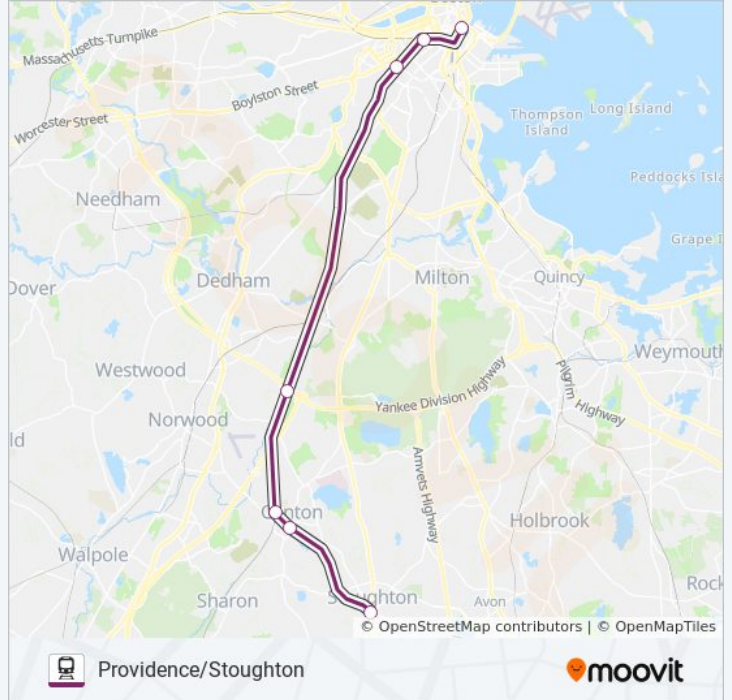 Massachusetts Turnpike
Boylston Street
Worcester Street
Thompson
Island
Long Island
Needham
Peddocks Isla
Grape I
Dedham
Milton
Quincy
Dover
Weymouth
Westwood
Pilgrim
Highway
Yankee Division Highway
Norwood
ld
Amvets Highway
Holbrook
Walpole
Sharon
Avon
Rock
© OpenStreetMap contributors | © OpenMapTiles
Providence/Stoughton
moovit